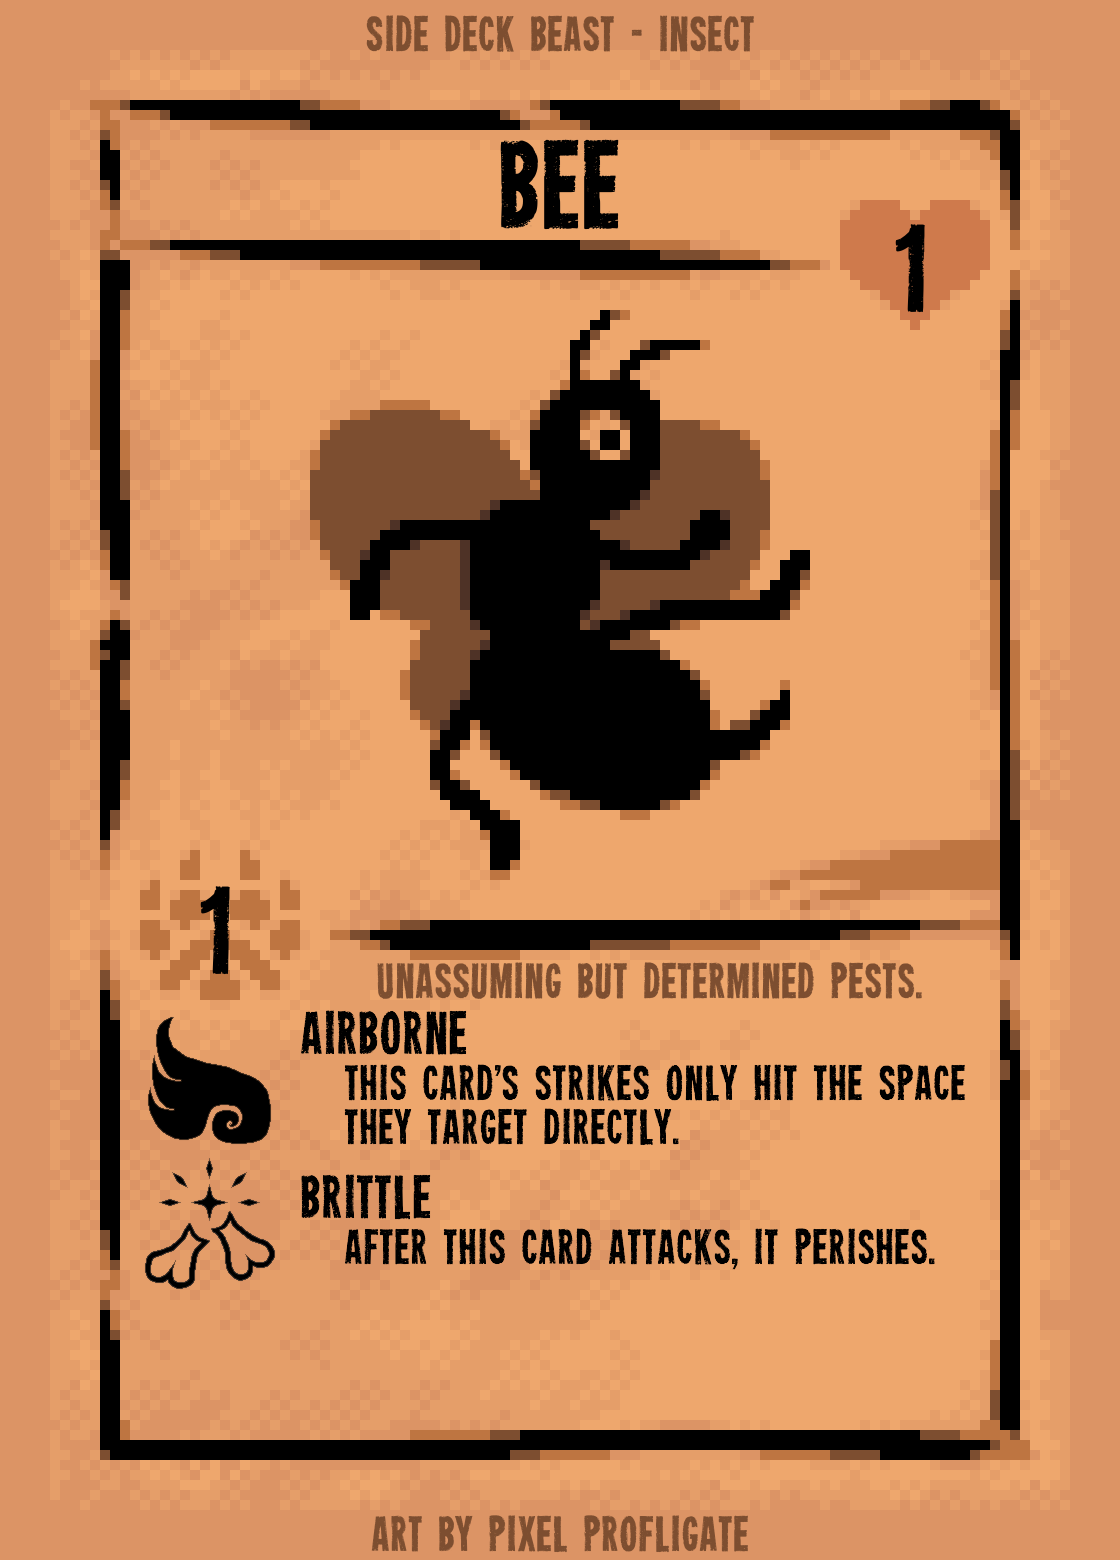 SIDE DECK BEAST - INSECT
BEE
1
1
UNASSUMING BUT DETERMINED PESTS.
AIRBORNE
THIS CARD'S STRIKES ONLY HIT THE SPACE
THEY TARGET DIRECTLY.
BRITTLE
AFTER THIS CARD ATTACKS, IT PERISHES.
ART BY PIXEL PROFLIGATE